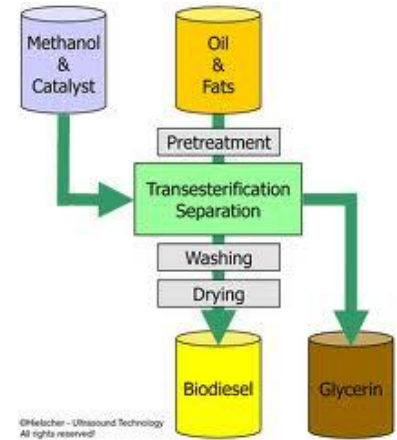 Methanol
&
Catalyst
Oil
&
Fats
Pretreatment
Transesterification
Separation
Washing
Drying
Biodiesel
Glycerin
©Hielscher - Ultrasound Technology
All rights reserved!